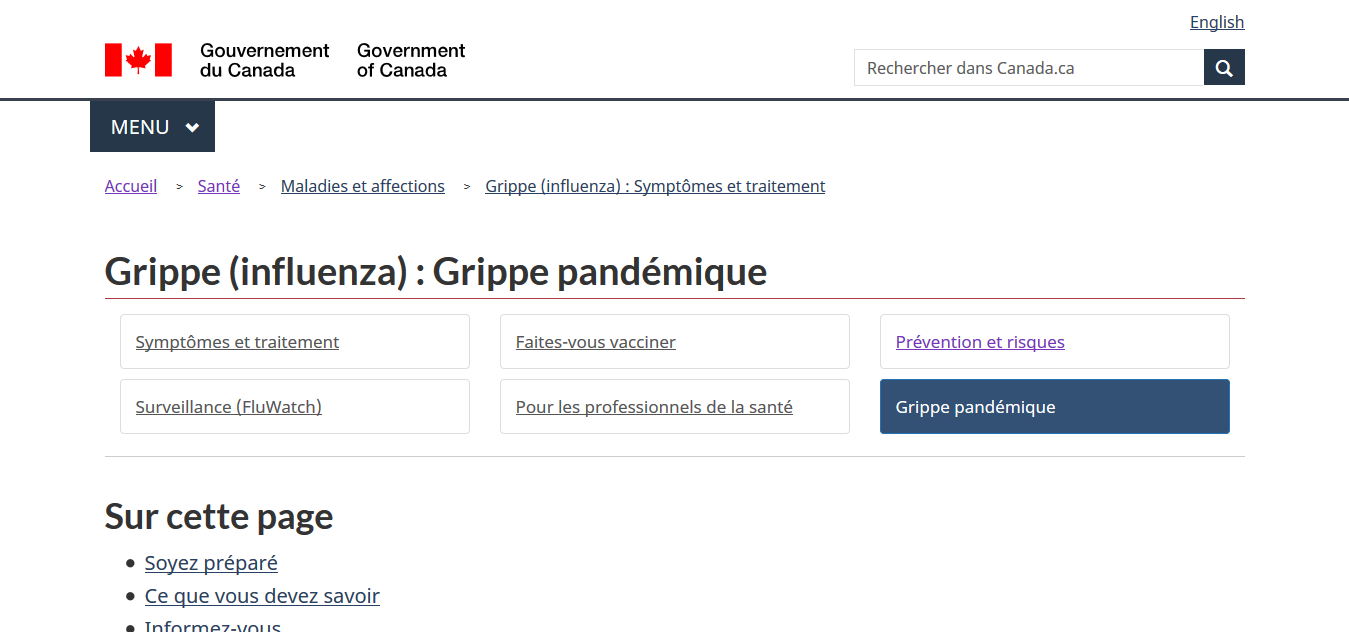 English
Gouvernement
du Canada
Government
of Canada
Rechercher dans Canada.ca
MENU
Accueil > Santé > Maladies et affections > Grippe (influenza) : Symptômes et traitement
Grippe (influenza) : Grippe pandémique
Symptômes et traitement
Faites-vous vacciner
Prévention et risques
Surveillance (FluWatch)
Pour les professionnels de la santé
Grippe pandémique
Sur cette page
Soyez préparé
Ce que vous devez savoir
Informez-vous